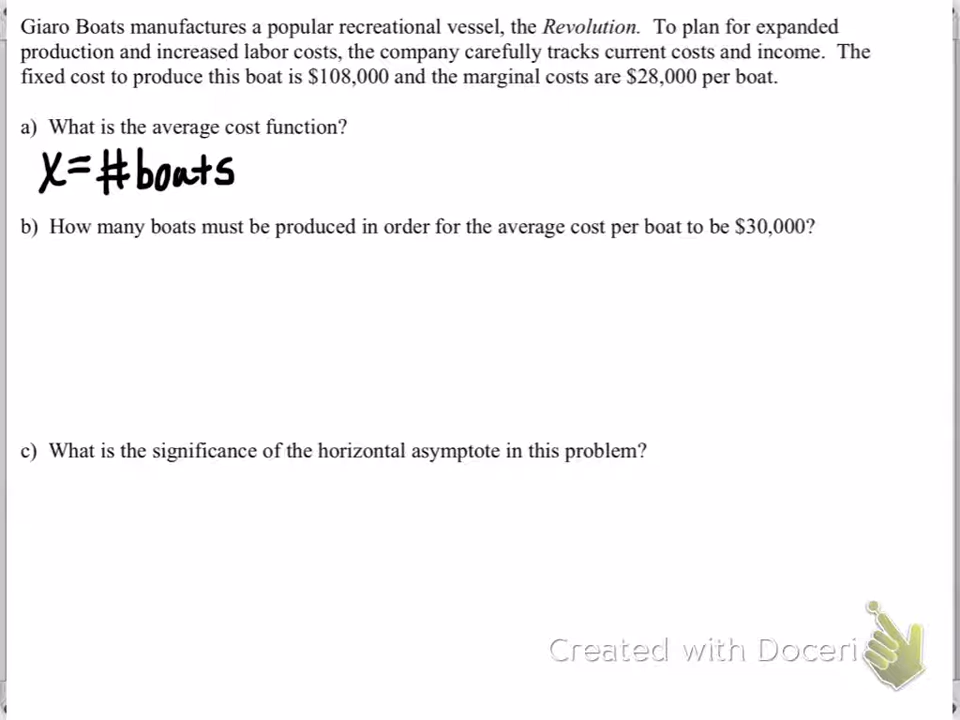 Giaro Boats manufactures a popular recreational vessel, the Revolution. To plan for expanded
production and increased labor costs, the company carefully tracks current costs and income. The
fixed cost to produce this boat is $108,000 and the marginal costs are $28,000 per boat.
a) What is the average cost function?
x = # boats
b) How many boats must be produced in order for the average cost per boat to be $30,000?
c) What is the significance of the horizontal asymptote in this problem?
Created with Doceri